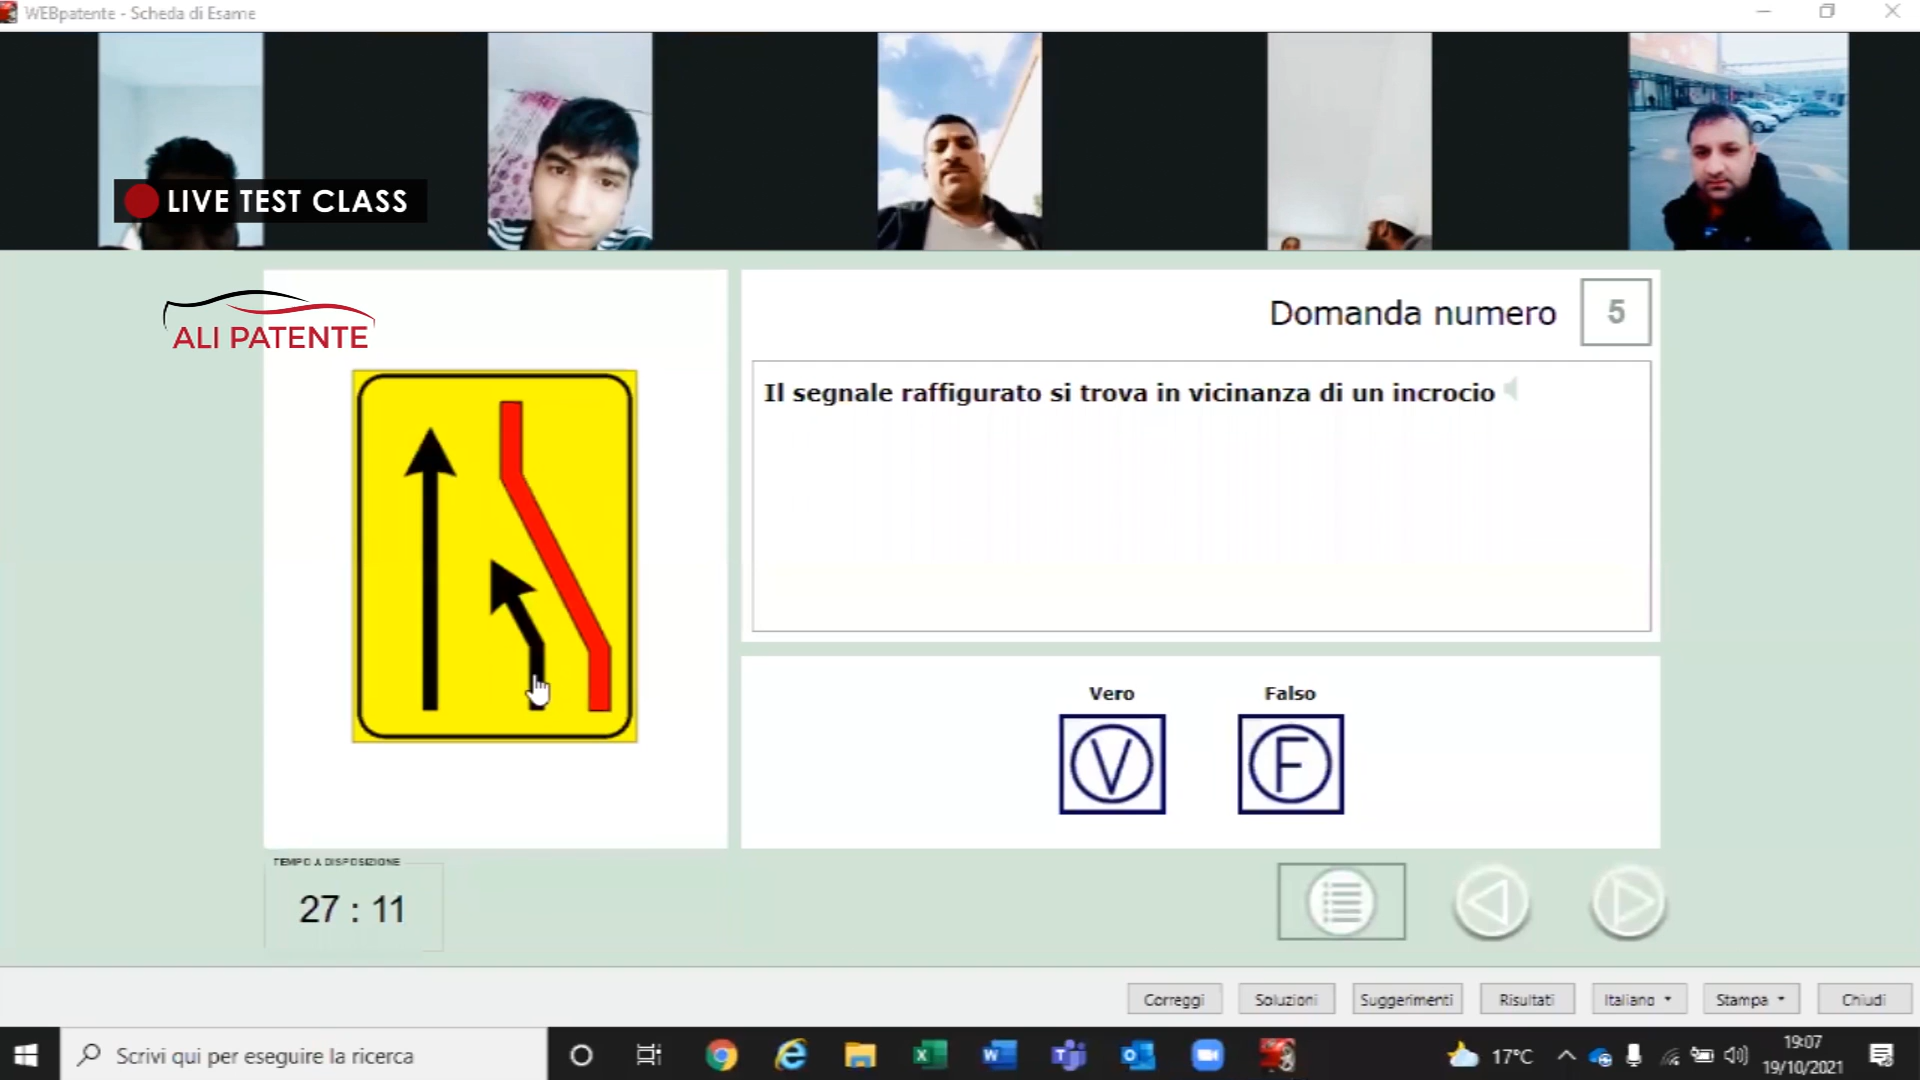 WEBpatente - Scheda di Esame
LIVE TEST CLASS
ALI PATENTE
Domanda numero 5
Il segnale raffigurato si trova in vicinanza di un incrocio
Vero Falso
V F
TEMPO A DISPOSIZIONE
27 : 11
Correggi Soluzioni Suggerimenti Risultati Italiano Stampa Chiudi
Scrivi qui per eseguire la ricerca
17°C
19:07
19/10/2021